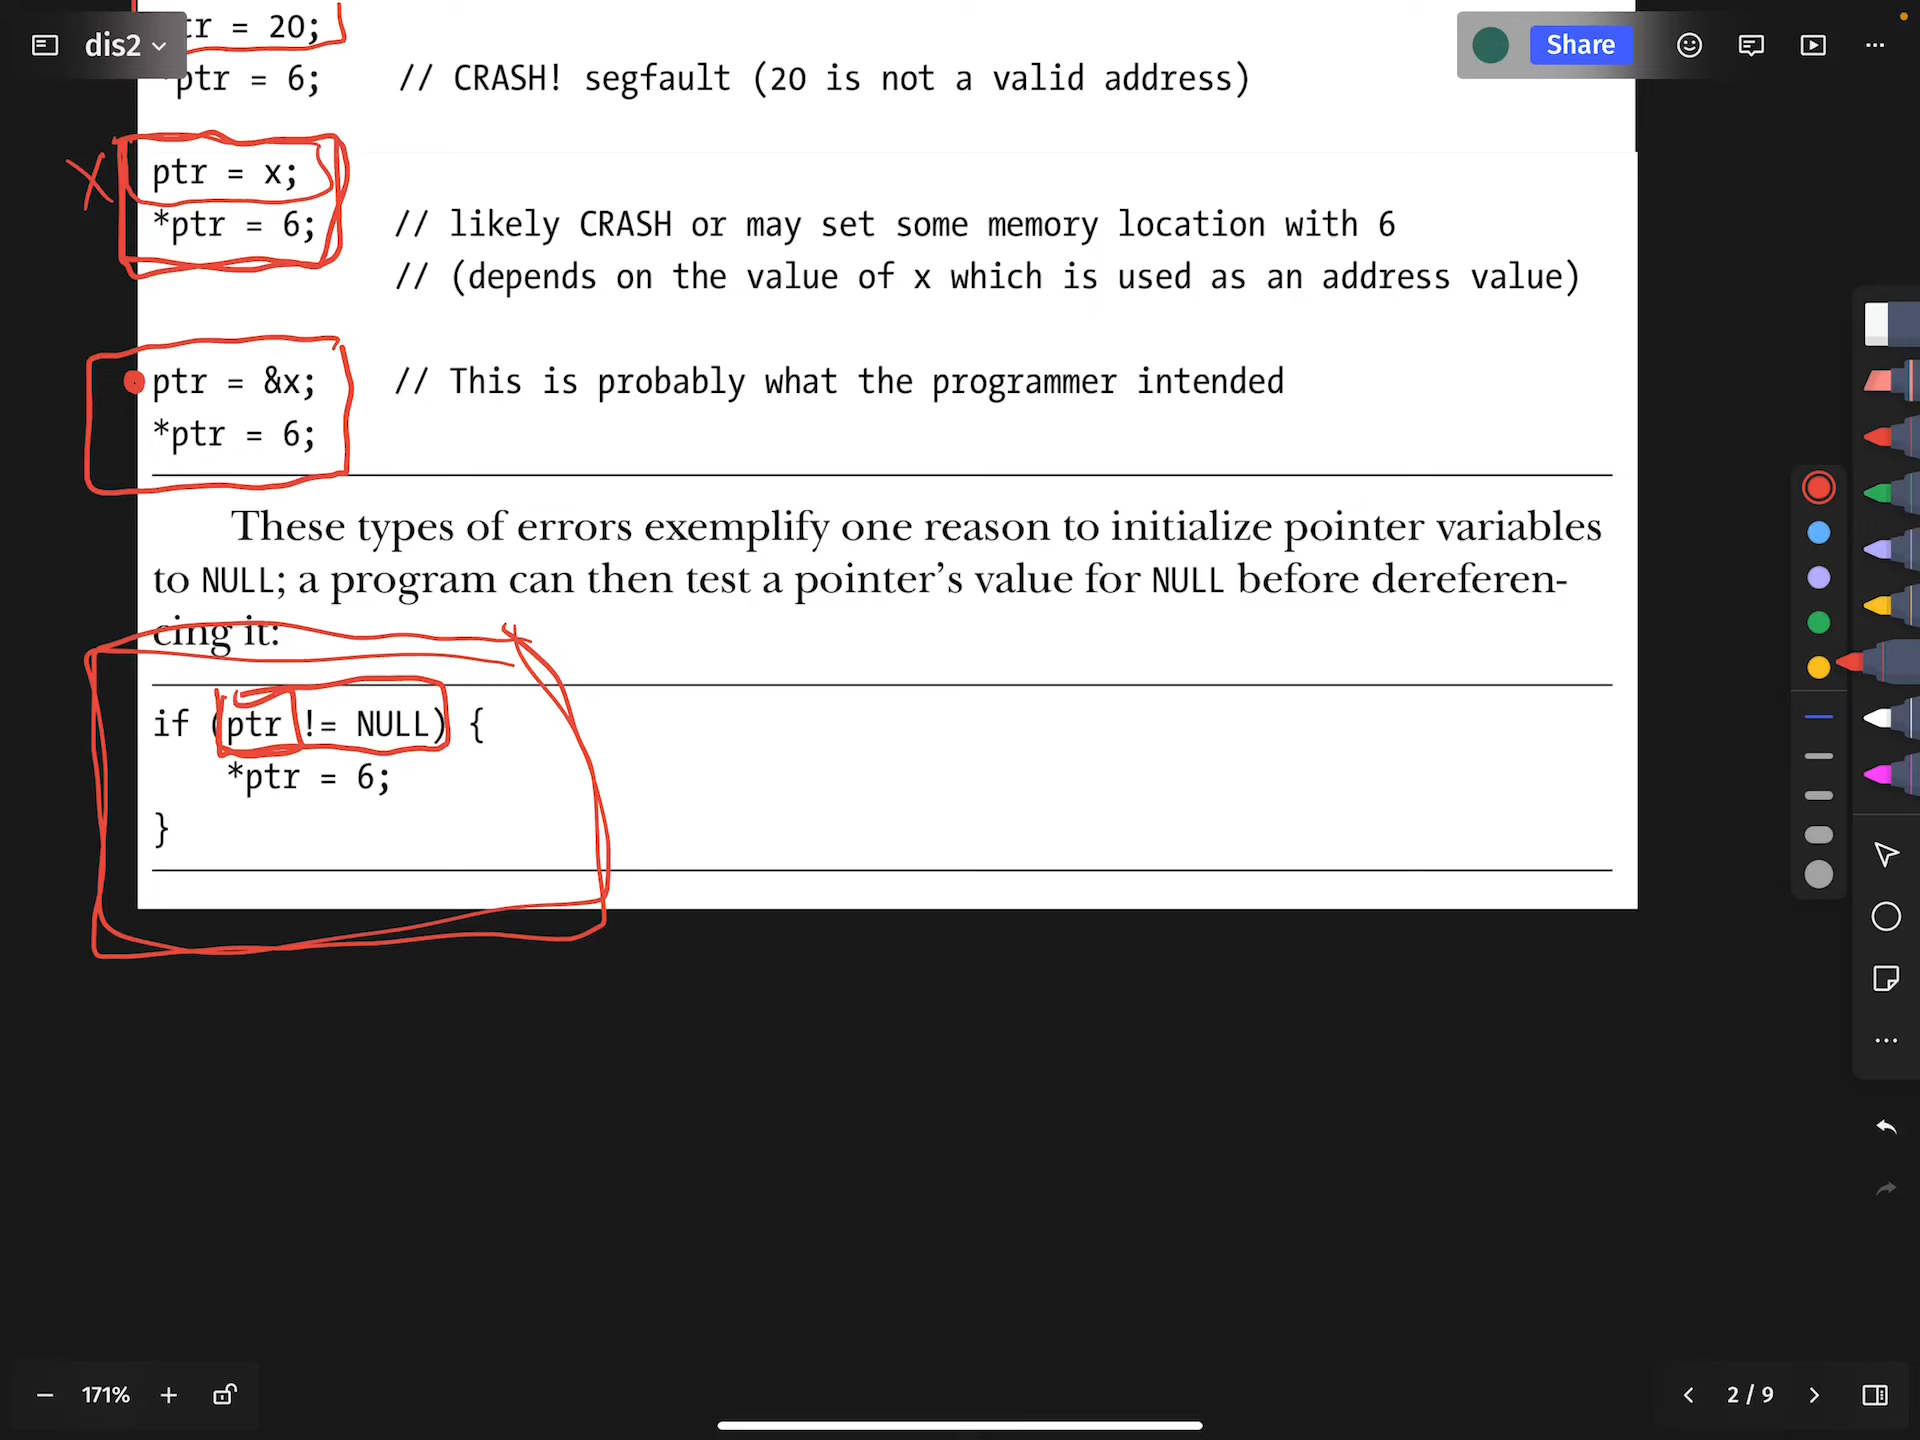 dis2
Share
tr = 20;
*ptr = 6; // CRASH! segfault (20 is not a valid address)
X
ptr = x;
*ptr = 6; // likely CRASH or may set some memory location with 6
// (depends on the value of x which is used as an address value)
ptr = &x; // This is probably what the programmer intended
*ptr = 6;
These types of errors exemplify one reason to initialize pointer variables
to NULL; a program can then test a pointer’s value for NULL before dereferen-
cing it:
if (ptr != NULL) {
*ptr = 6;
}
171%
2 / 9